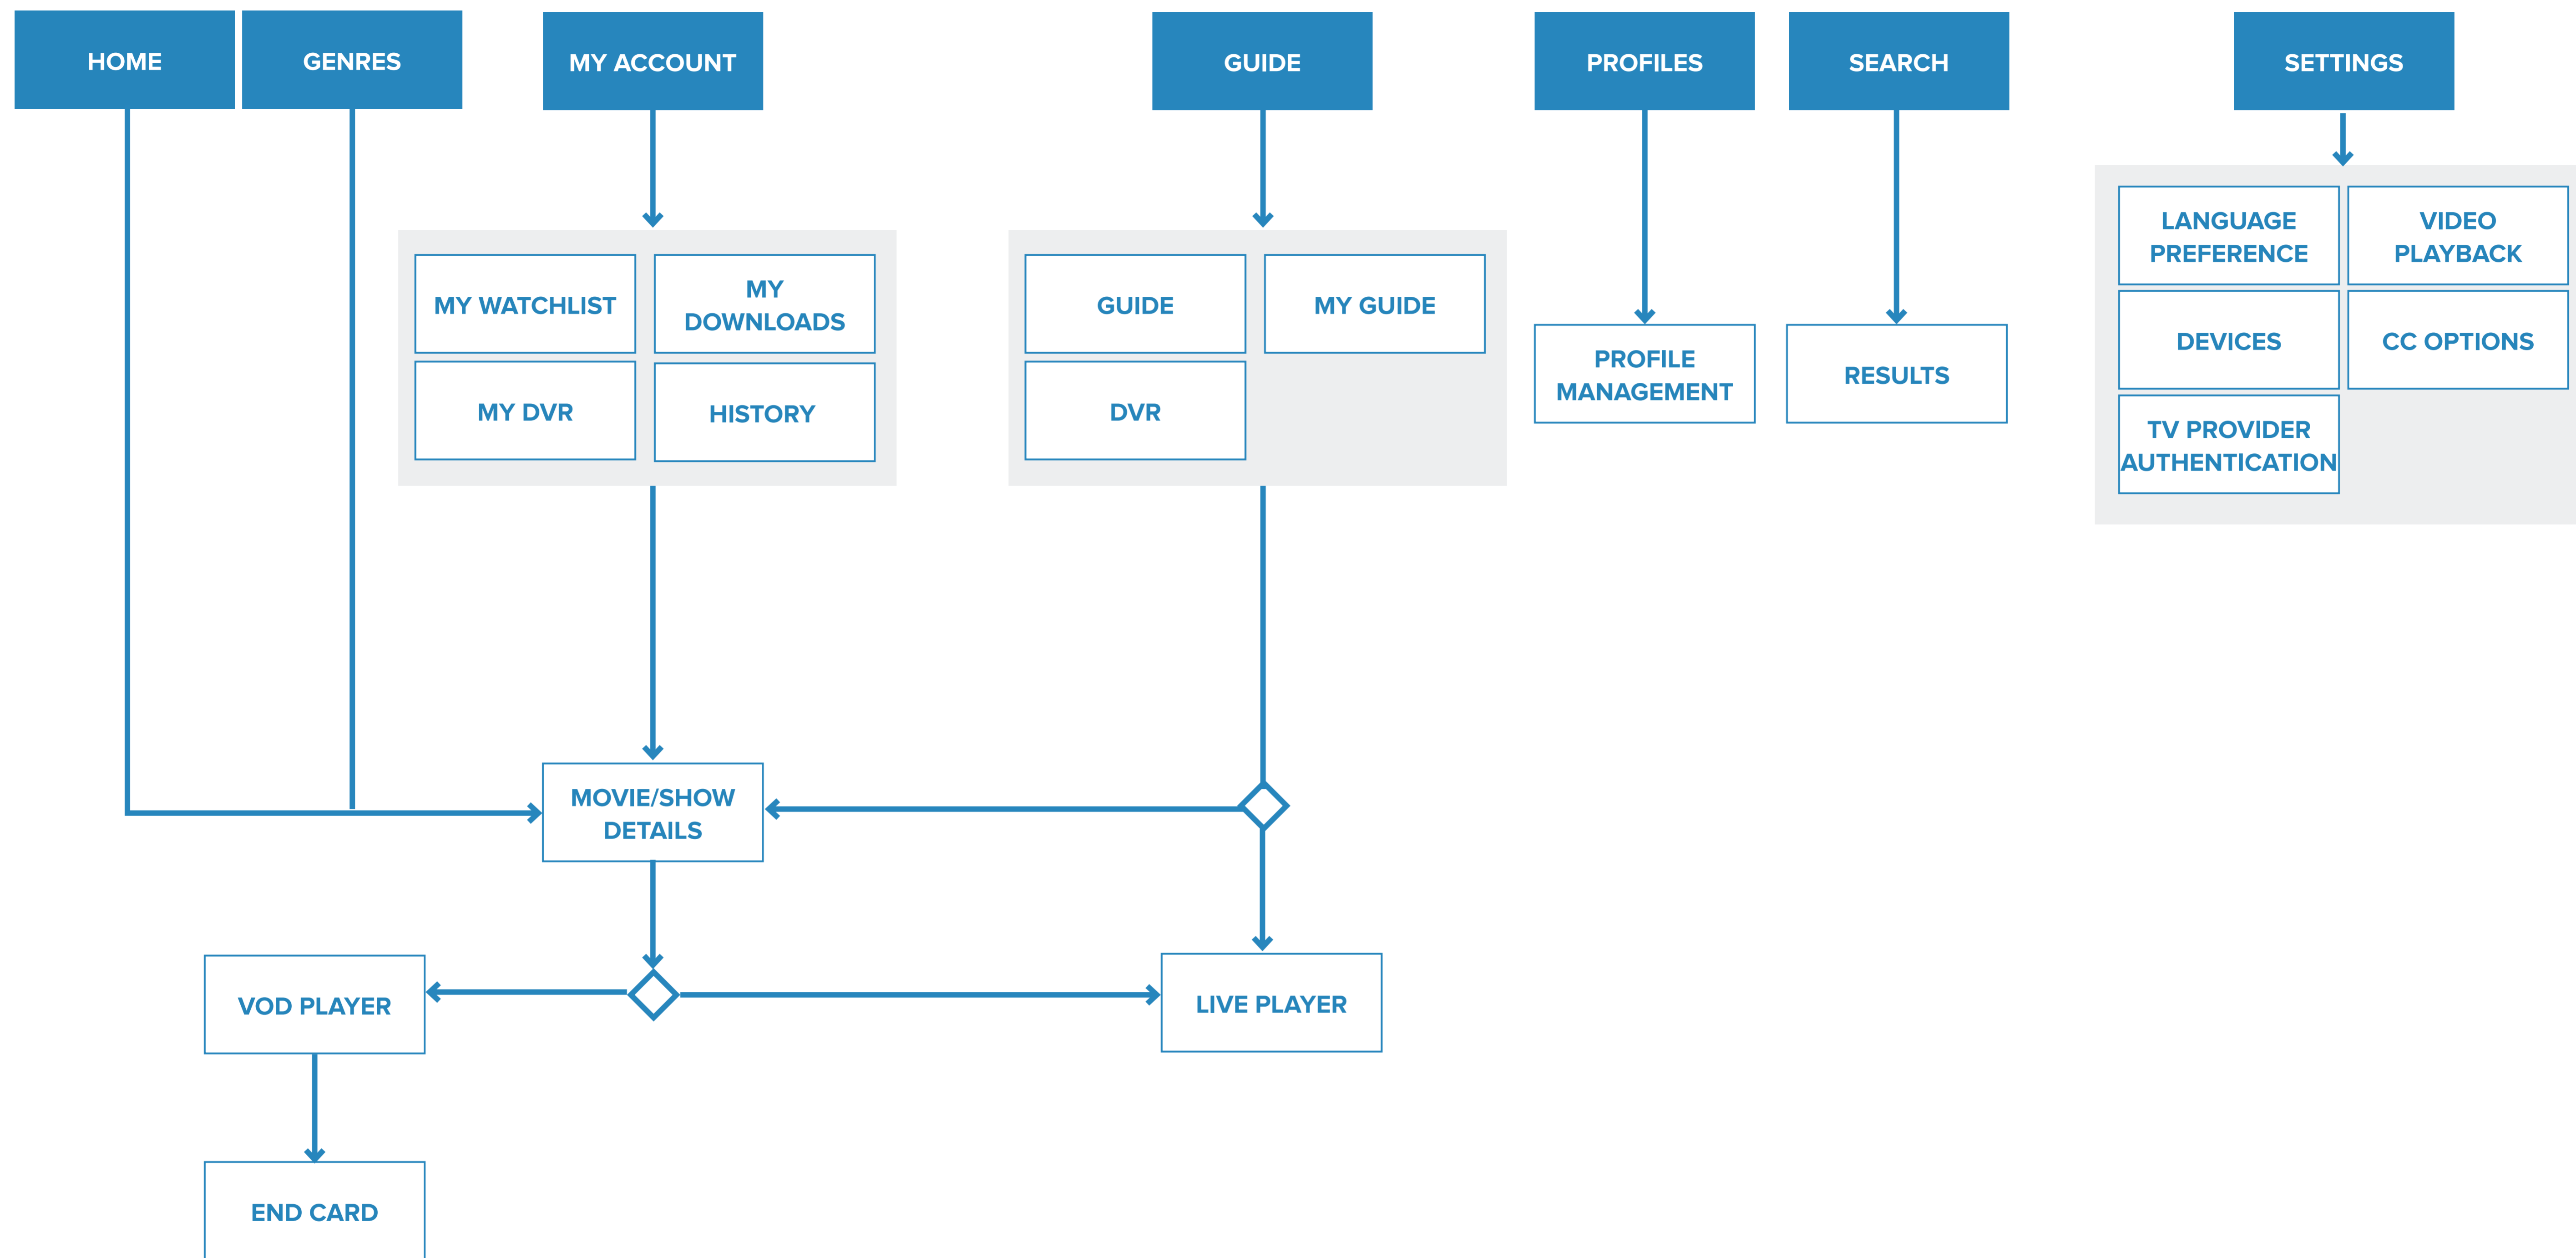 HOME
GENRES
MY ACCOUNT
GUIDE
PROFILES
SEARCH
SETTINGS
MY WATCHLIST
MY
DOWNLOADS
MY DVR
HISTORY
GUIDE
MY GUIDE
DVR
PROFILE
MANAGEMENT
RESULTS
LANGUAGE
PREFERENCE
VIDEO
PLAYBACK
DEVICES
CC OPTIONS
TV PROVIDER
AUTHENTICATION
MOVIE/SHOW
DETAILS
VOD PLAYER
LIVE PLAYER
END CARD